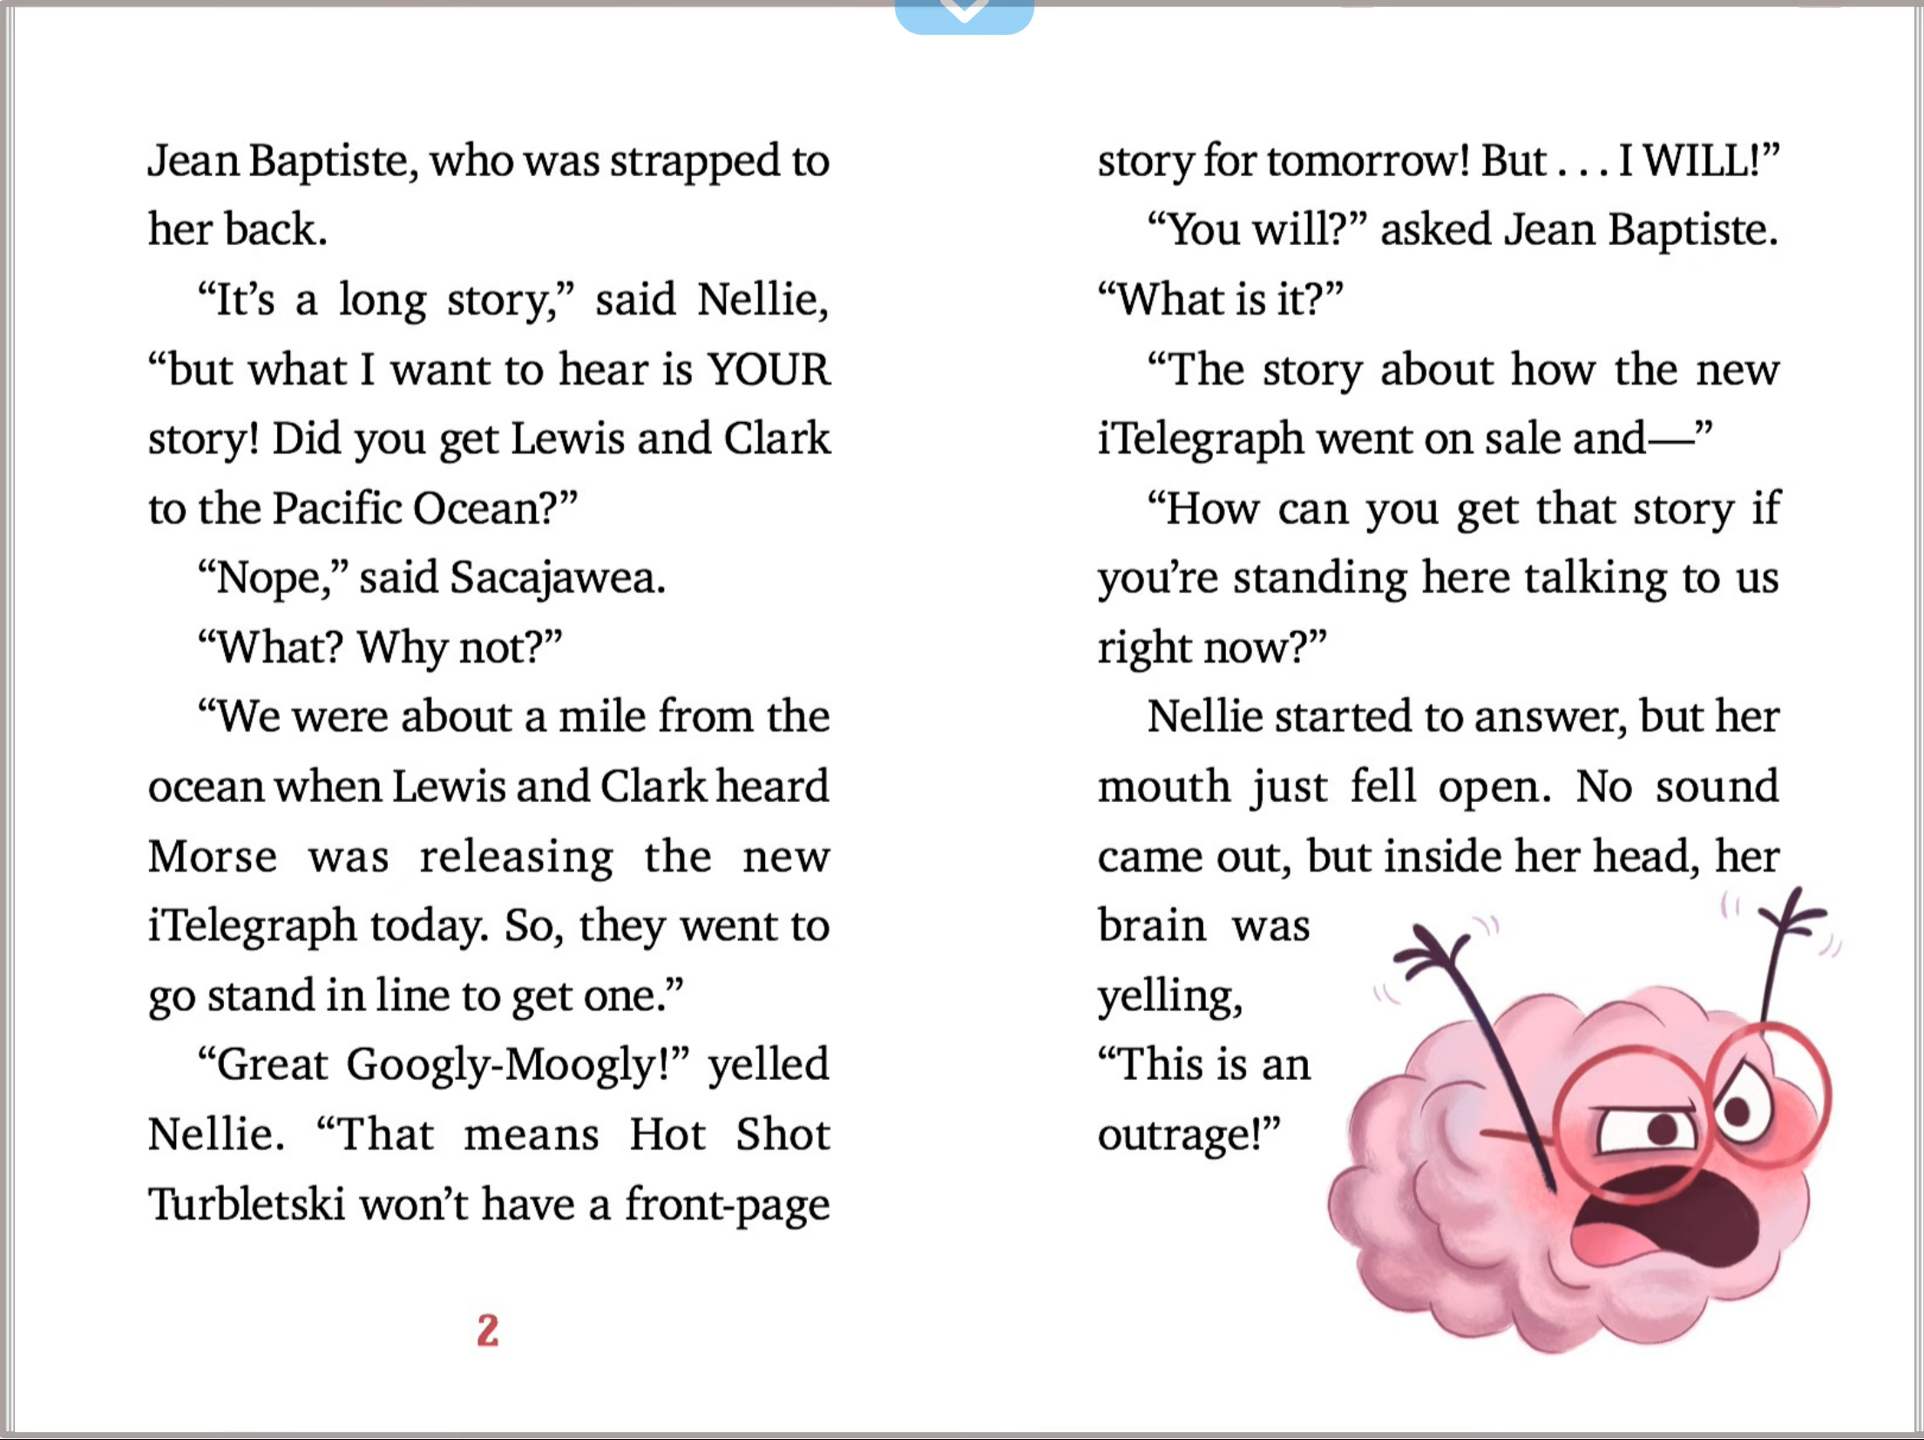 Jean Baptiste, who was strapped to
her back.
“It’s a long story,” said Nellie,
“but what I want to hear is YOUR
story! Did you get Lewis and Clark
to the Pacific Ocean?”
“Nope,” said Sacajawea.
“What? Why not?”
“We were about a mile from the
ocean when Lewis and Clark heard
Morse was releasing the new
iTelegraph today. So, they went to
go stand in line to get one.”
“Great Googly-Moogly!” yelled
Nellie. “That means Hot Shot
Turbletski won’t have a front-page
2
story for tomorrow! But . . . I WILL!”
“You will?” asked Jean Baptiste.
“What is it?”
“The story about how the new
iTelegraph went on sale and—”
“How can you get that story if
you’re standing here talking to us
right now?”
Nellie started to answer, but her
mouth just fell open. No sound
came out, but inside her head, her
brain was
yelling,
“This is an
outrage!”